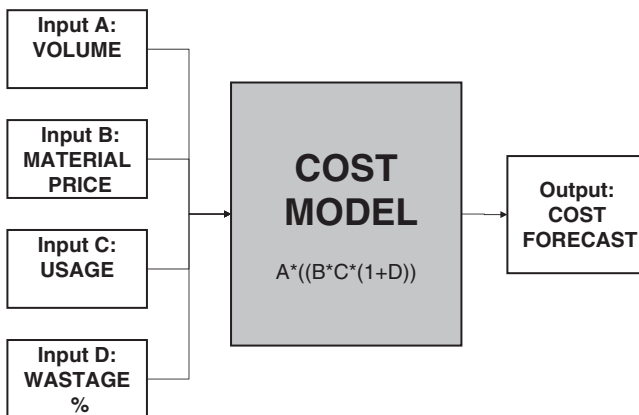 Input A:
VOLUME
Input B:
MATERIAL
PRICE
Input C:
USAGE
Input D:
WASTAGE
%
COST
MODEL
A*((B*C*(1+D))
Output:
COST
FORECAST